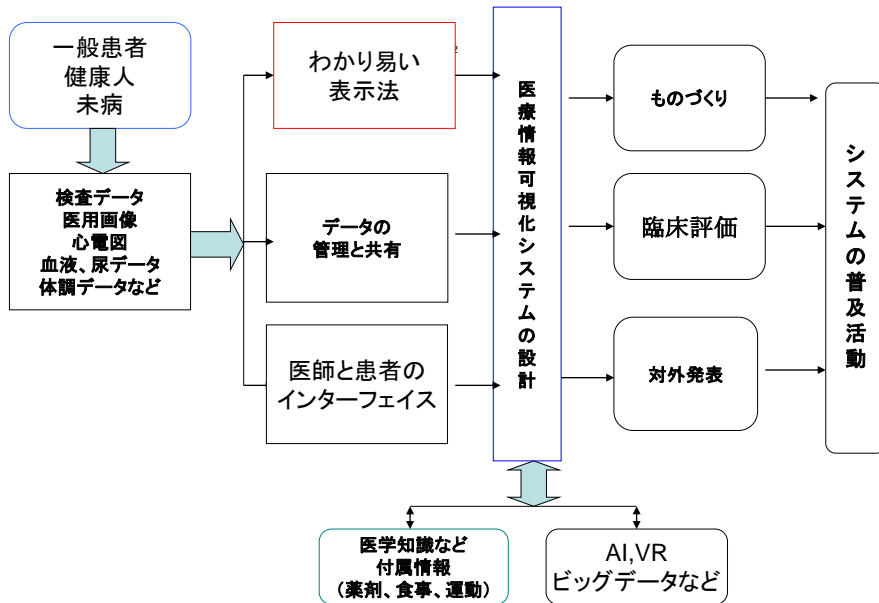 一般患者
健康人
未病
検査データ
医用画像
心電図
血液、尿データ
体調データなど
わかり易い
表示法
2
データの
管理と共有
医師と患者の
インターフェイス
医療情報可視化システムの設計
ものづくり
臨床評価
対外発表
システムの普及活動
医学知識など
付属情報
（薬剤、食事、運動）
AI,VR
ビッグデータなど